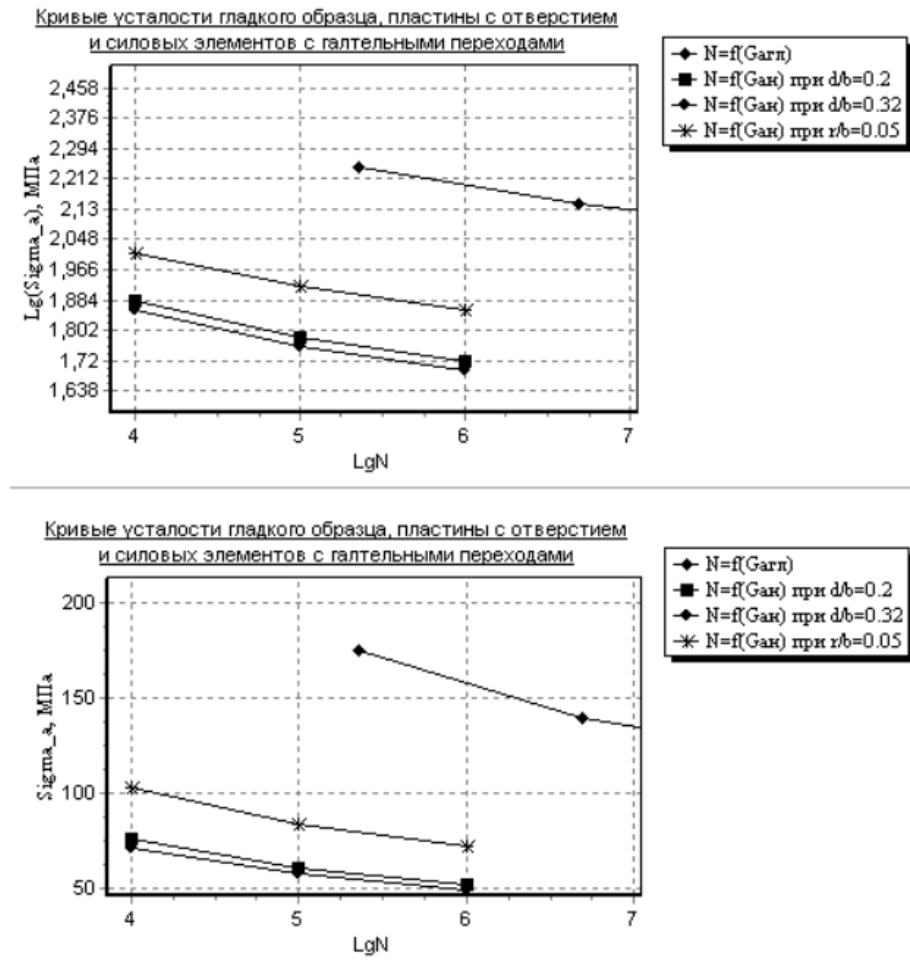 Кривые усталости гладкого образца, пластины с отверстием
и силовых элементов с галтельными переходами
N=f(Gагл)
N=f(Gан) при d/b=0.2
N=f(Gан) при d/b=0.32
N=f(Gан) при r/b=0.05
Lg(Sigma_a), МПа
2,458
2,376
2,294
2,212
2,13
2,048
1,966
1,884
1,802
1,72
1,638
4 5 6 7
LgN
Кривые усталости гладкого образца, пластины с отверстием
и силовых элементов с галтельными переходами
N=f(Gагл)
N=f(Gан) при d/b=0.2
N=f(Gан) при d/b=0.32
N=f(Gан) при r/b=0.05
Sigma_a, МПа
200
150
100
50
4 5 6 7
LgN